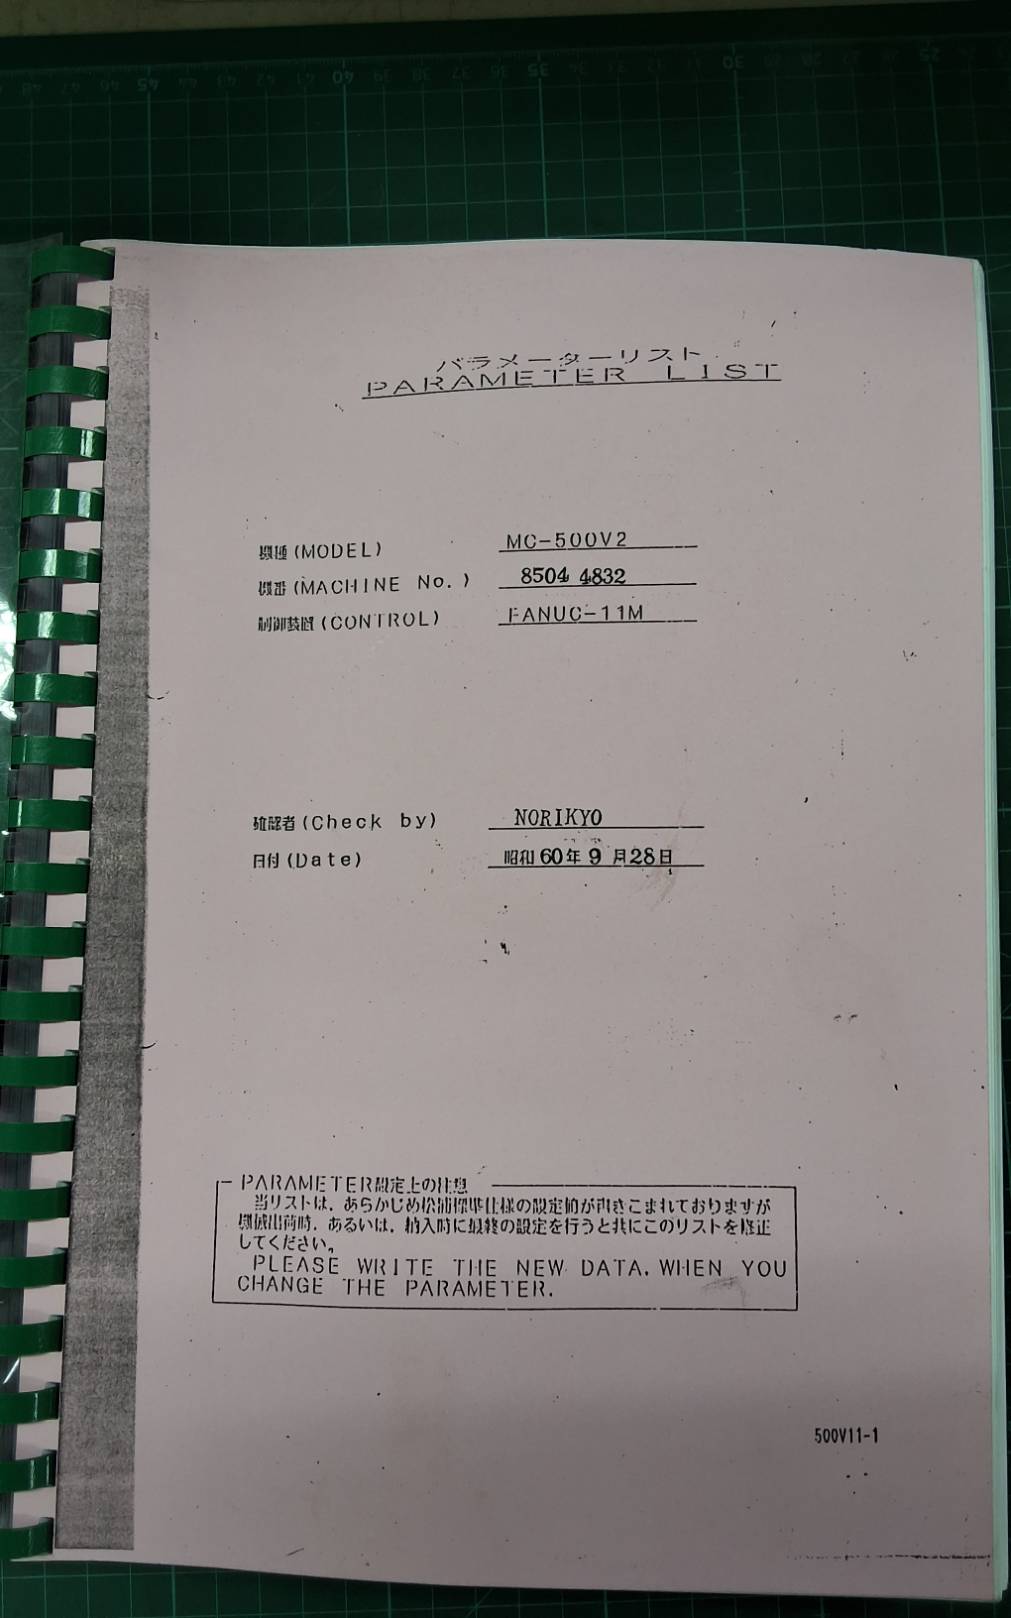 パラメーターリスト
PARAMETER LIST
機種 (MODEL) MC-500V2
機番 (MACHINE No.) 8504 4832
制御装置 (CONTROL) FANUC-11M
確認者 (Check by) NORIKYO
日付 (Date) 昭和60年9月28日
PARAMETER設定上の注意
当リストは、あらかじめ松浦標準仕様の設定値が書きこまれておりますが
機械出荷時、あるいは、納入時に最終の設定を行うと共にこのリストを修正
してください。
PLEASE WRITE THE NEW DATA. WHEN YOU
CHANGE THE PARAMETER.
500V11-1